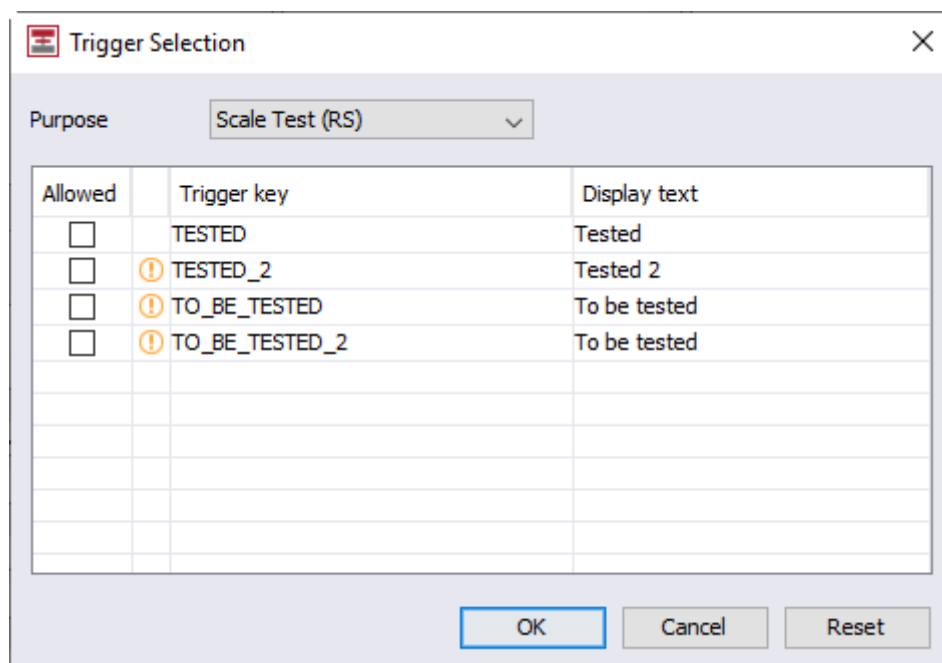 Trigger Selection
Purpose Scale Test (RS)
Allowed Trigger key Display text
TESTED Tested
TESTED_2 Tested 2
TO_BE_TESTED To be tested
TO_BE_TESTED_2 To be tested
OK Cancel Reset